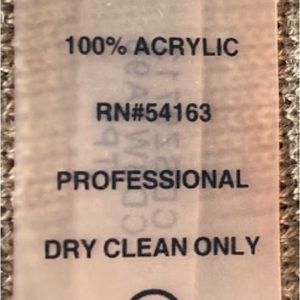 100% ACRYLIC
RN#54163
PROFESSIONAL
DRY CLEAN ONLY